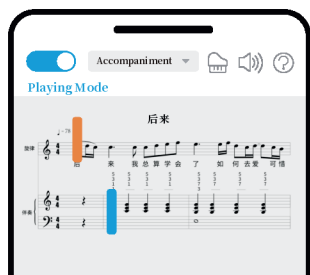 Accompaniment
Playing Mode
后来
♩=70
旋律
后 来 我 总 算 学 会 了 如 何 去 爱 可 惜
伴奏